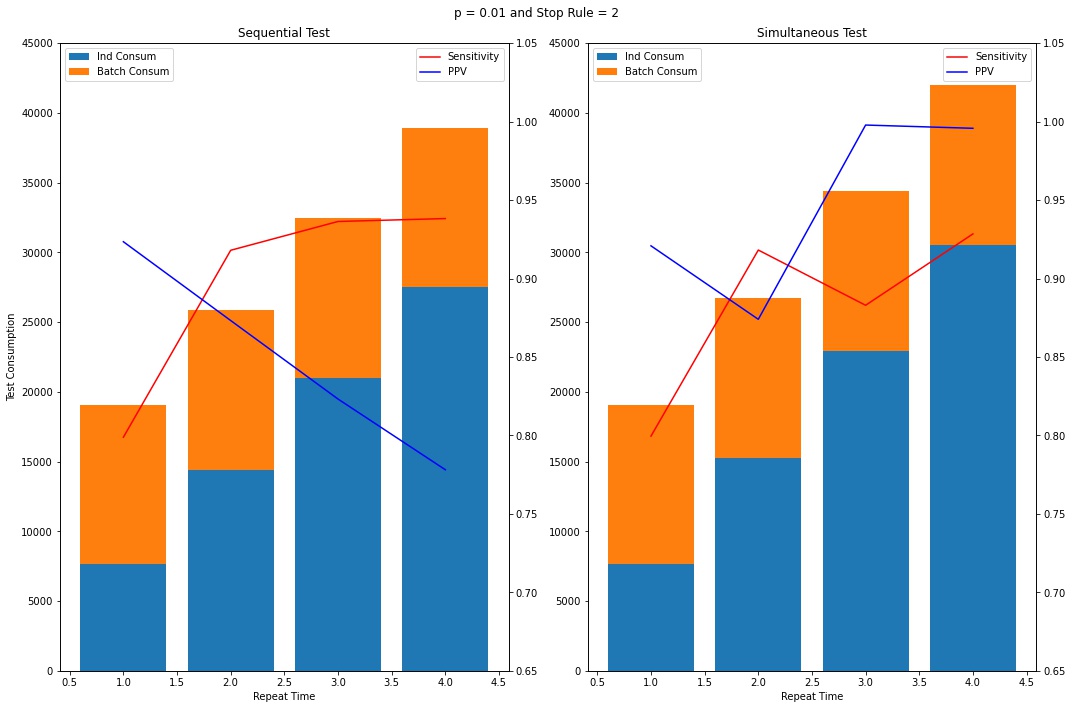 p = 0.01 and Stop Rule = 2
Sequential Test
Ind Consum
Batch Consum
Sensitivity
PPV
Test Consumption
45000
40000
35000
30000
25000
20000
15000
10000
5000
0
1.05
1.00
0.95
0.90
0.85
0.80
0.75
0.70
0.65
0.5 1.0 1.5 2.0 2.5 3.0 3.5 4.0 4.5
Repeat Time
Simultaneous Test
Ind Consum
Batch Consum
Sensitivity
PPV
45000
40000
35000
30000
25000
20000
15000
10000
5000
0
1.05
1.00
0.95
0.90
0.85
0.80
0.75
0.70
0.65
0.5 1.0 1.5 2.0 2.5 3.0 3.5 4.0 4.5
Repeat Time